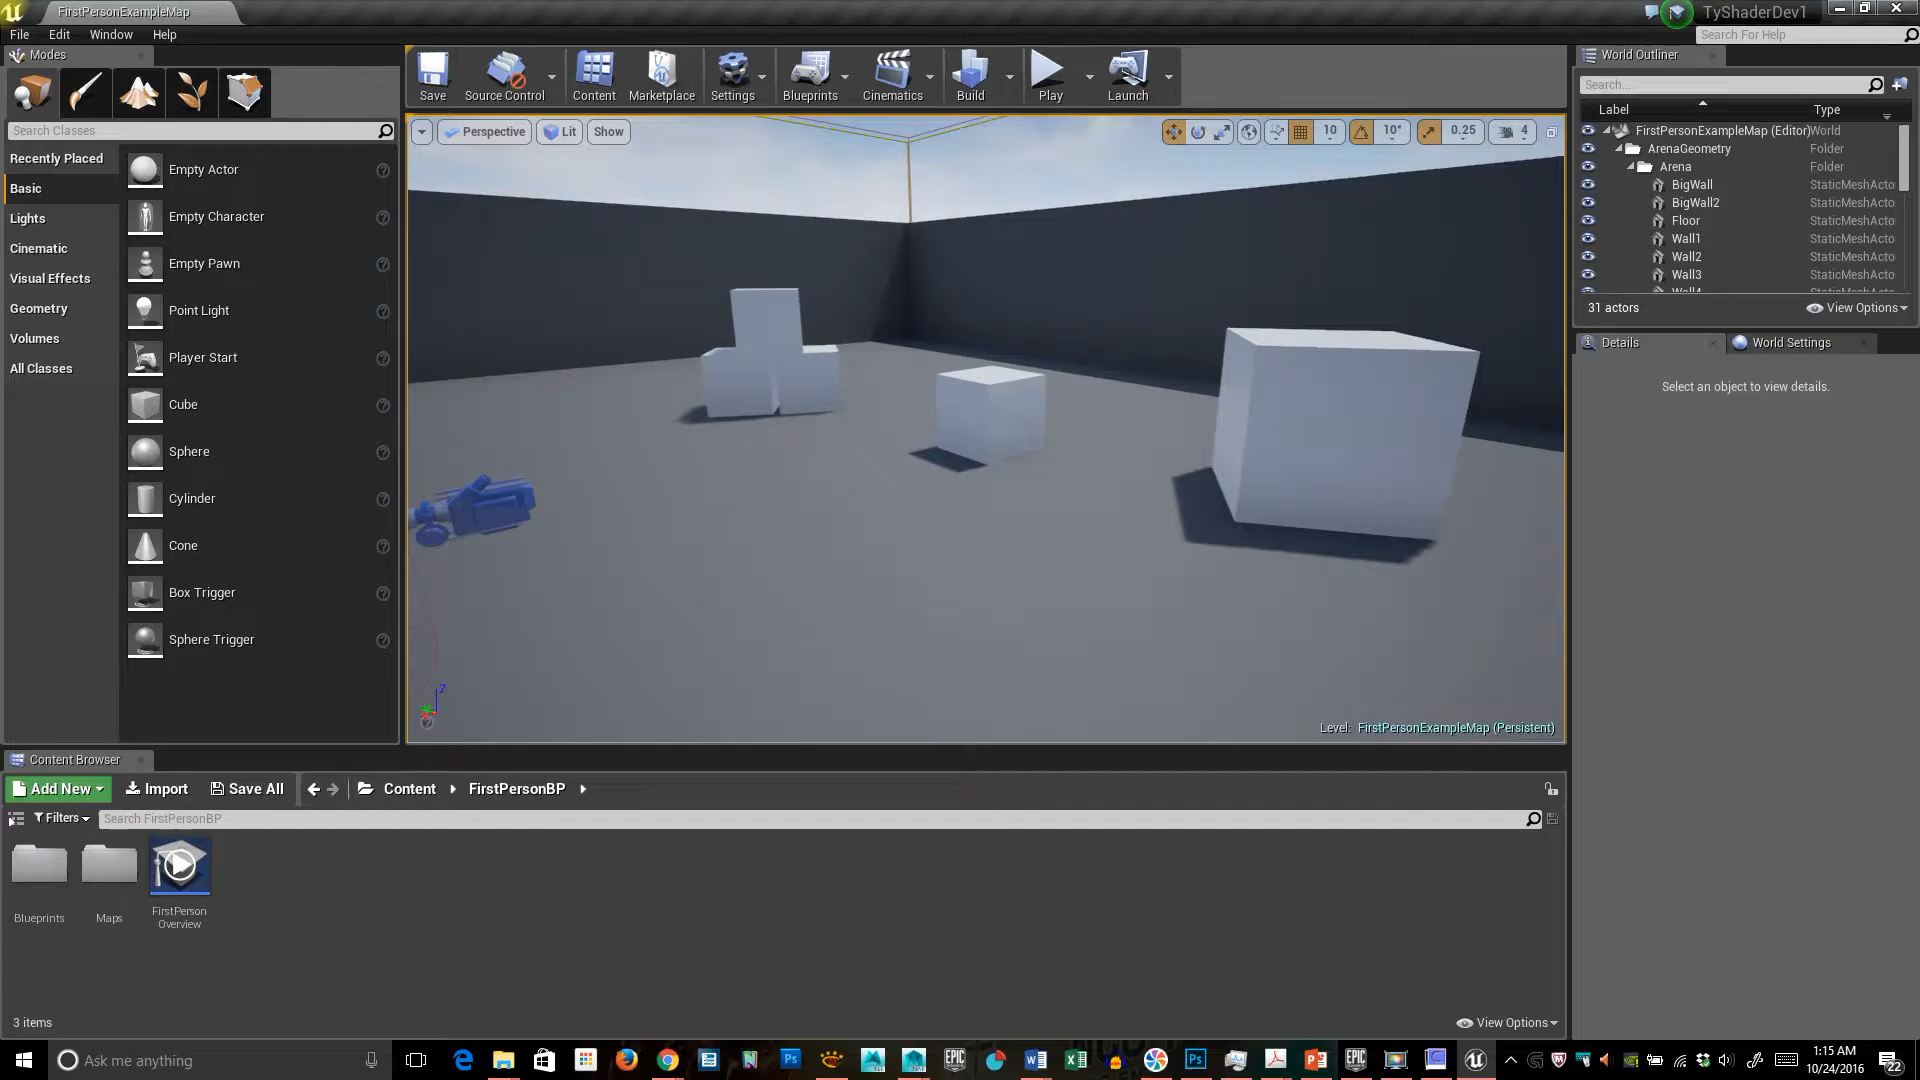 FirstPersonExampleMap
TyShaderDev1
File Edit Window Help
Search For Help
Modes
Save
Source Control
Content
Marketplace
Settings
Blueprints
Cinematics
Build
Play
Launch
World Outliner
Search Classes
Search...
Perspective
Lit
Show
10
10°
0.25
4
Label Type
Recently Placed
Basic
Lights
Cinematic
Visual Effects
Geometry
Volumes
All Classes
Empty Actor
Empty Character
Empty Pawn
Point Light
Player Start
Cube
Sphere
Cylinder
Cone
Box Trigger
Sphere Trigger
FirstPersonExampleMap (Editor) World
ArenaGeometry Folder
Arena Folder
BigWall StaticMeshActo
BigWall2 StaticMeshActo
Floor StaticMeshActo
Wall1 StaticMeshActo
Wall2 StaticMeshActo
Wall3 StaticMeshActo
31 actors
View Options
Details
World Settings
Select an object to view details.
Z
Level: FirstPersonExampleMap (Persistent)
Content Browser
Add New
Import
Save All
Content
FirstPersonBP
Filters
Search FirstPersonBP
Blueprints
Maps
FirstPerson
Overview
3 items
View Options
Ask me anything
1:15 AM
10/24/2016
22